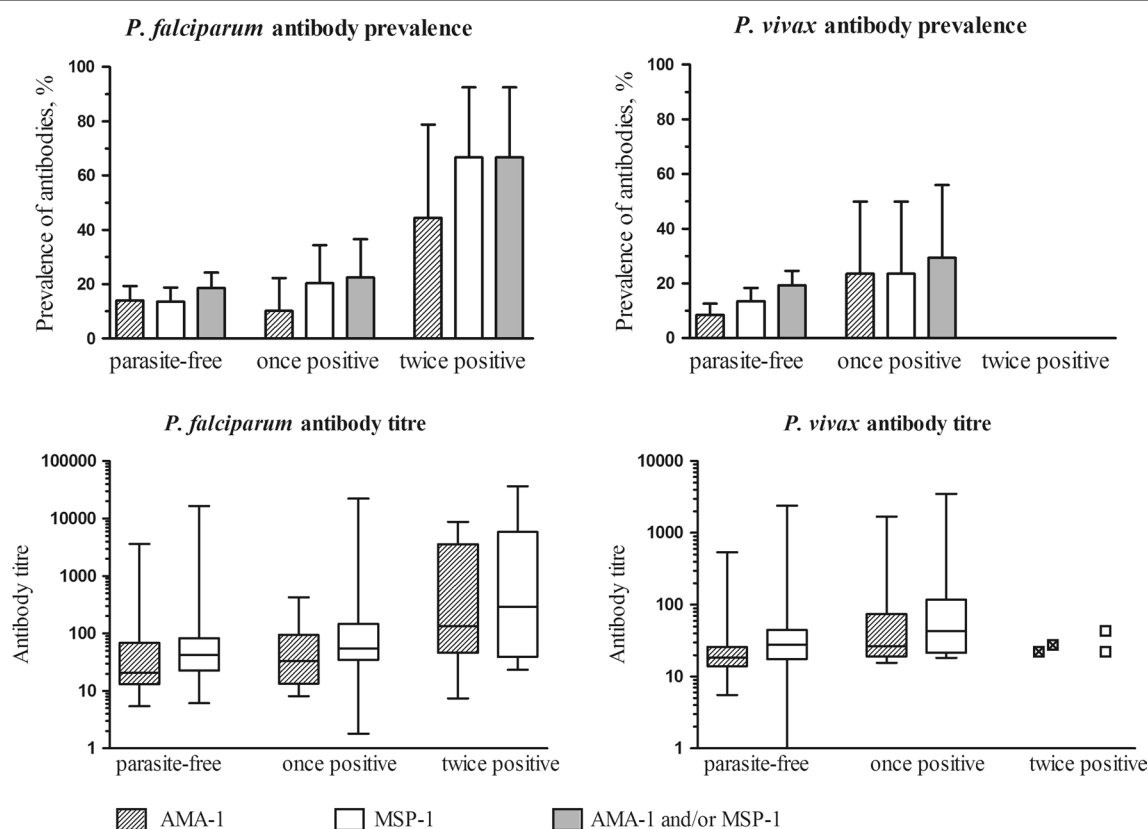 P. falciparum antibody prevalence
Prevalence of antibodies, %
100
80
60
40
20
0
parasite-free once positive twice positive
P. vivax antibody prevalence
Prevalence of antibodies, %
100
80
60
40
20
0
parasite-free once positive twice positive
P. falciparum antibody titre
Antibody titre
100000
10000
1000
100
10
1
parasite-free once positive twice positive
P. vivax antibody titre
Antibody titre
10000
1000
100
10
1
parasite-free once positive twice positive
AMA-1 MSP-1 AMA-1 and/or MSP-1